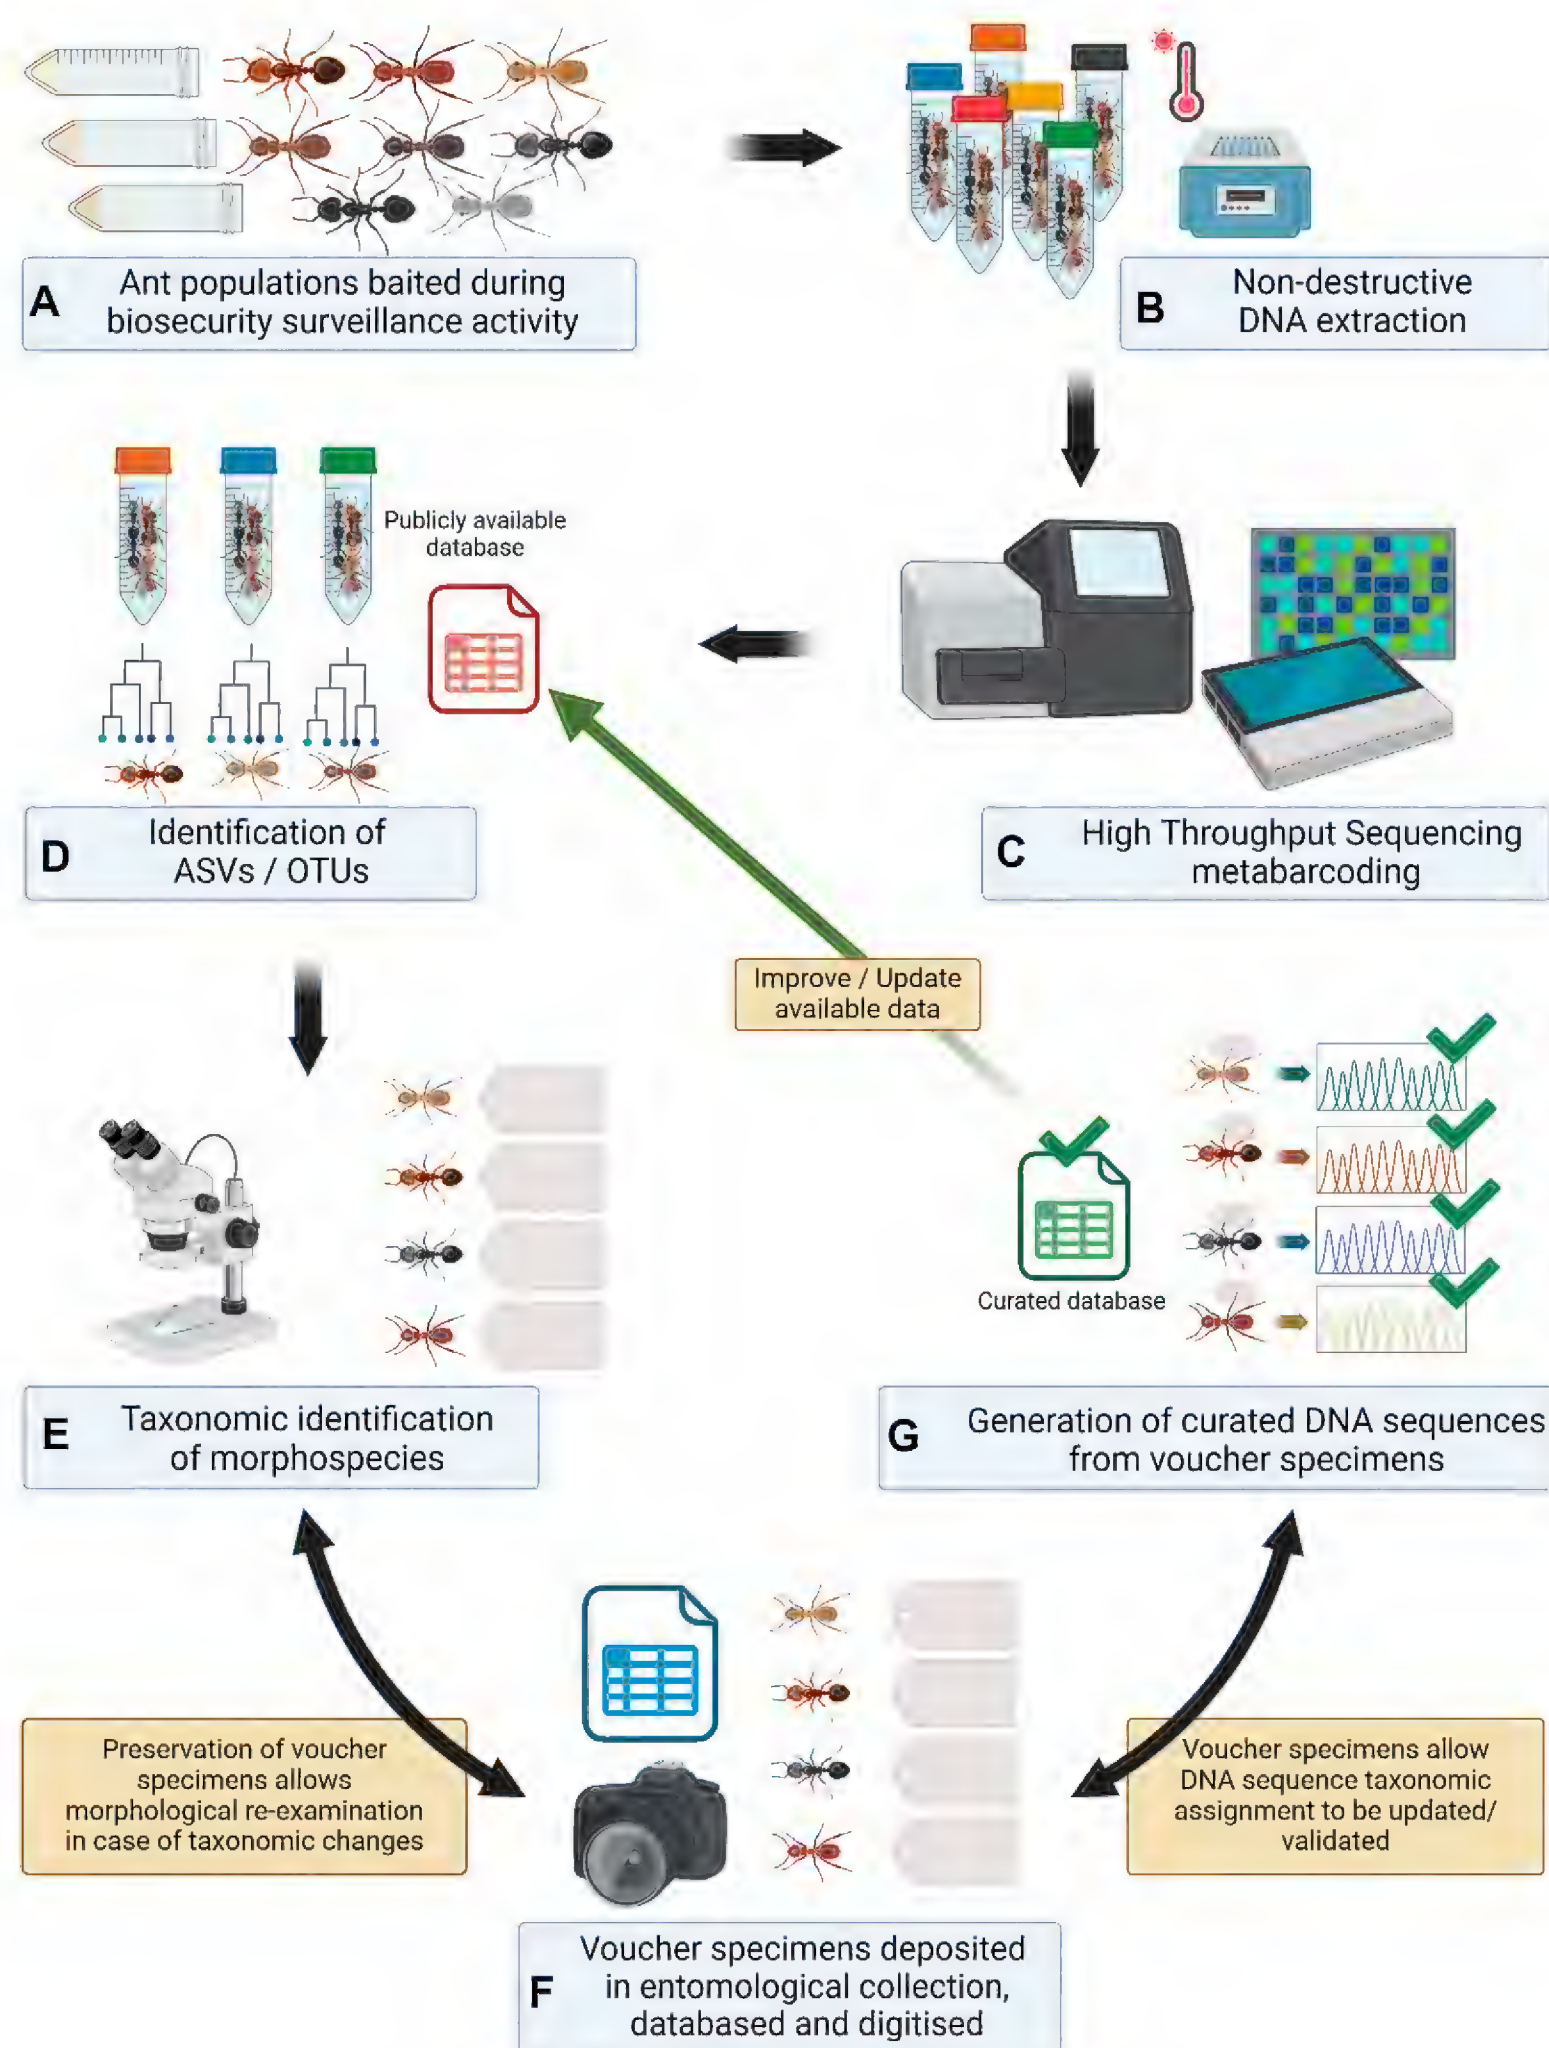 A
Ant populations baited during
biosecurity surveillance activity
B
Non-destructive
DNA extraction
Publicly available
database
D
Identification of
ASVs / OTUs
C
High Throughput Sequencing
metabarcoding
Improve / Update
available data
Curated database
E
Taxonomic identification
of morphospecies
G
Generation of curated DNA sequences
from voucher specimens
Preservation of voucher
specimens allows
morphological re-examination
in case of taxonomic changes
Voucher specimens allow
DNA sequence taxonomic
assignment to be updated/
validated
F
Voucher specimens deposited
in entomological collection,
databased and digitised